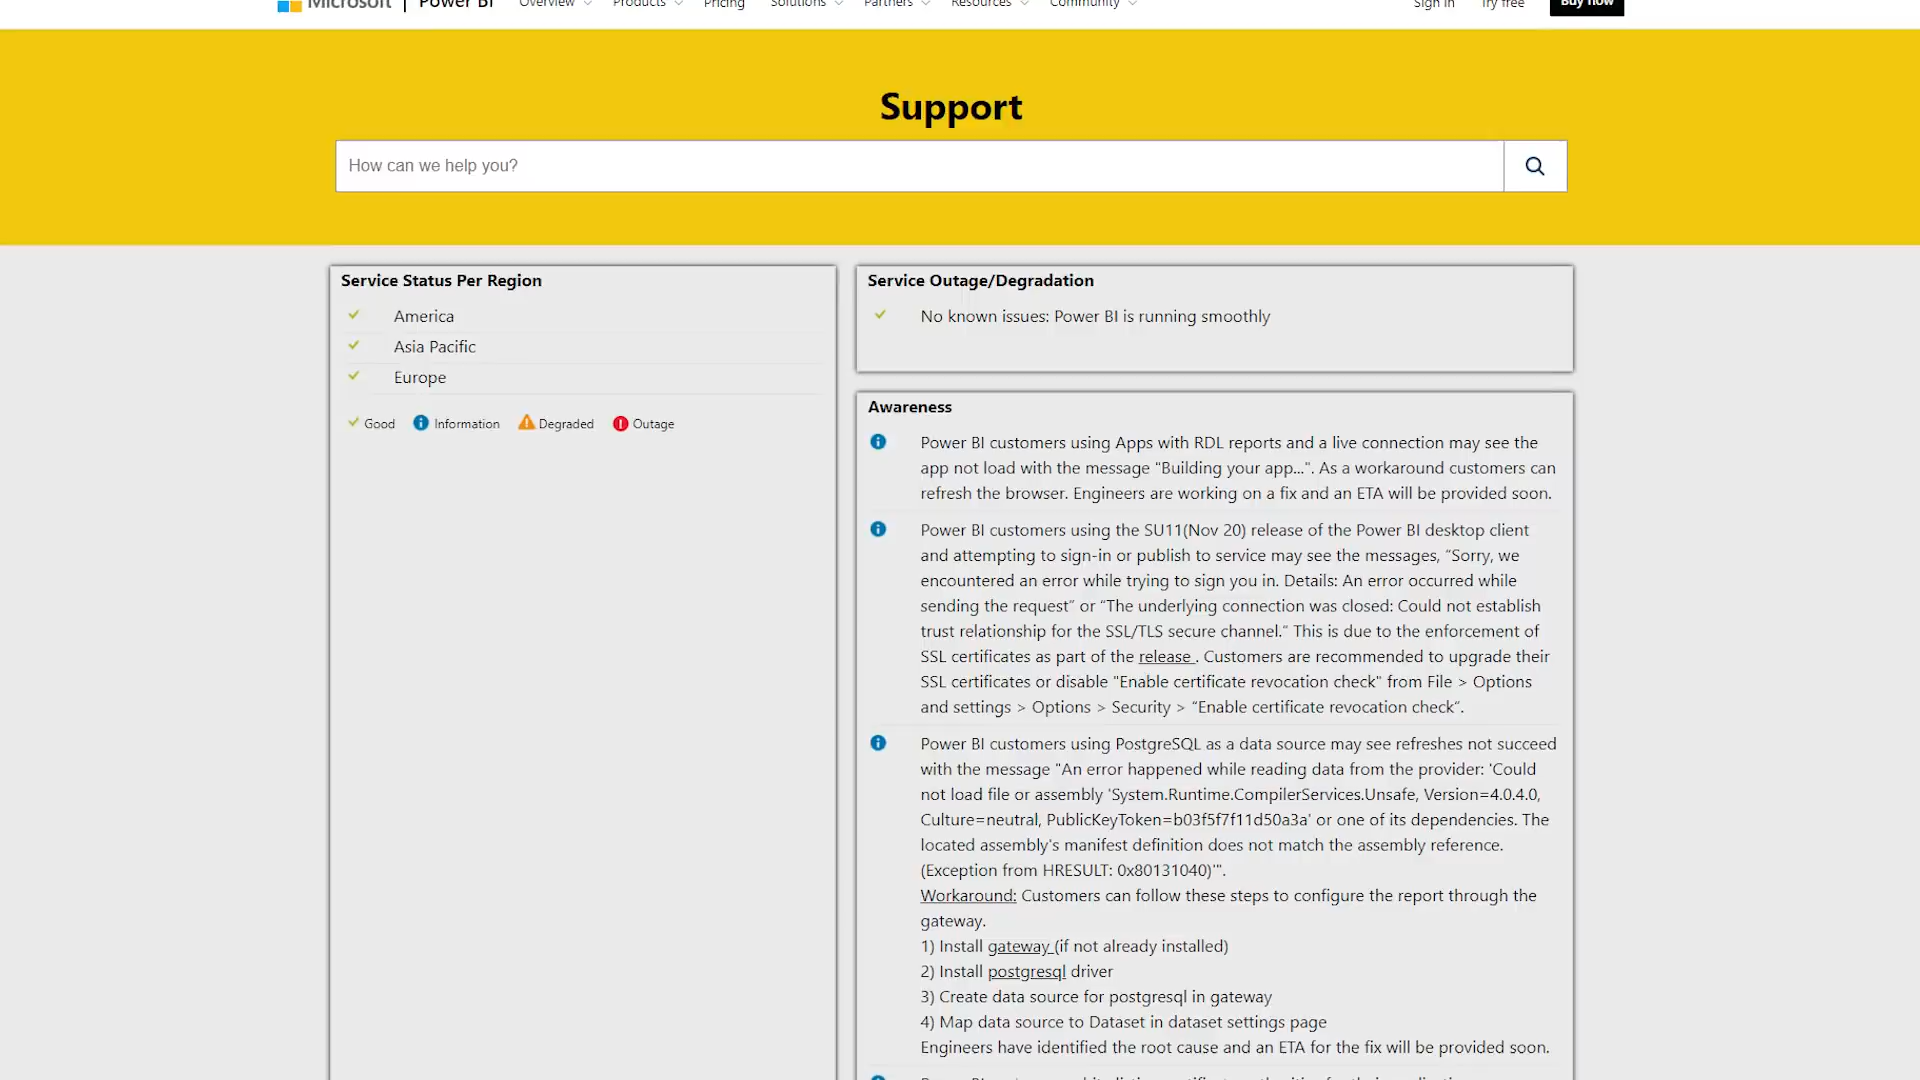 Microsoft Power BI Overview Products Pricing Solutions Partners Resources Community Sign in Try free Buy now
Support
How can we help you?
Service Status Per Region
America
Asia Pacific
Europe
Good Information Degraded Outage
Service Outage/Degradation
No known issues: Power BI is running smoothly
Awareness
Power BI customers using Apps with RDL reports and a live connection may see the
app not load with the message "Building your app...". As a workaround customers can
refresh the browser. Engineers are working on a fix and an ETA will be provided soon.
Power BI customers using the SU11(Nov 20) release of the Power BI desktop client
and attempting to sign-in or publish to service may see the messages, “Sorry, we
encountered an error while trying to sign you in. Details: An error occurred while
sending the request” or “The underlying connection was closed: Could not establish
trust relationship for the SSL/TLS secure channel.” This is due to the enforcement of
SSL certificates as part of the release . Customers are recommended to upgrade their
SSL certificates or disable "Enable certificate revocation check" from File > Options
and settings > Options > Security > “Enable certificate revocation check”.
Power BI customers using PostgreSQL as a data source may see refreshes not succeed
with the message "An error happened while reading data from the provider: 'Could
not load file or assembly 'System.Runtime.CompilerServices.Unsafe, Version=4.0.4.0,
Culture=neutral, PublicKeyToken=b03f5f7f11d50a3a' or one of its dependencies. The
located assembly's manifest definition does not match the assembly reference.
(Exception from HRESULT: 0x80131040)'".
Workaround: Customers can follow these steps to configure the report through the
gateway.
1) Install gateway (if not already installed)
2) Install postgresql driver
3) Create data source for postgresql in gateway
4) Map data source to Dataset in dataset settings page
Engineers have identified the root cause and an ETA for the fix will be provided soon.